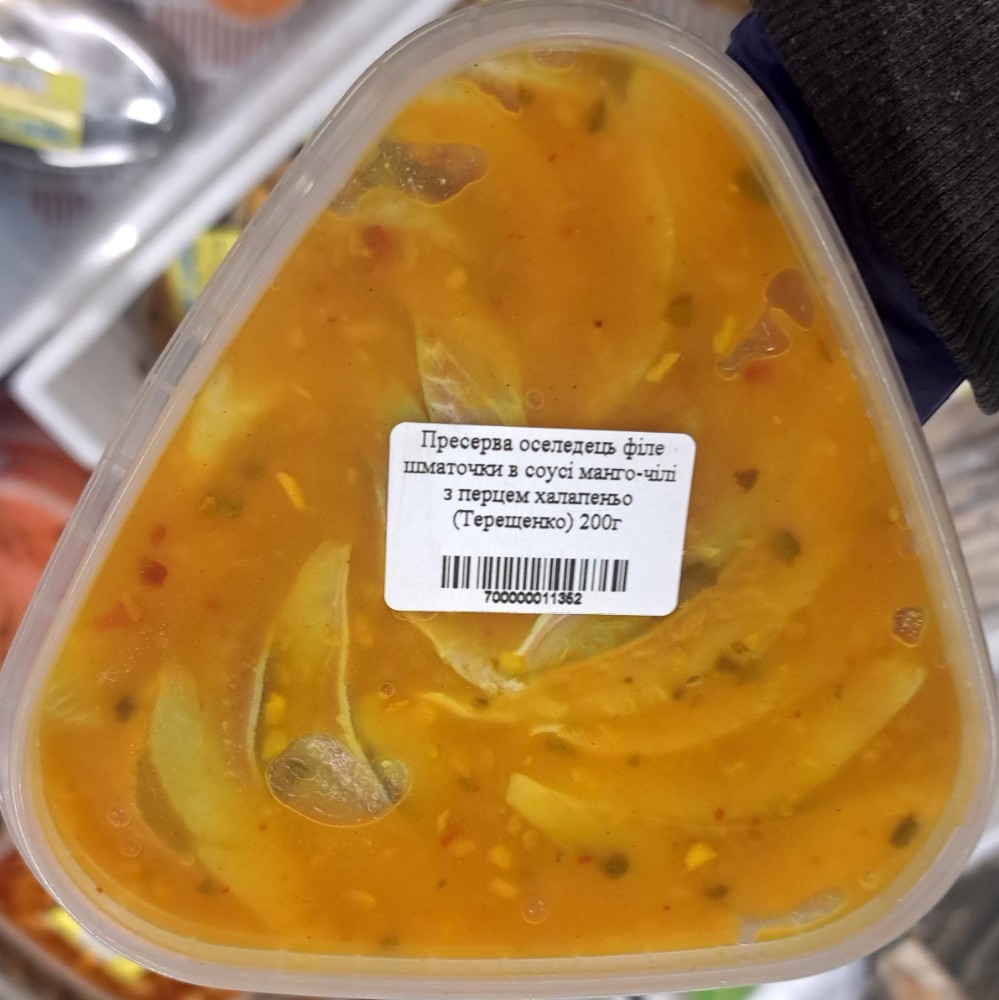 Пресерва оселедець філе
шматочки в соусі манго-чілі
з перцем халапеньо
(Терещенко) 200г
700000011352